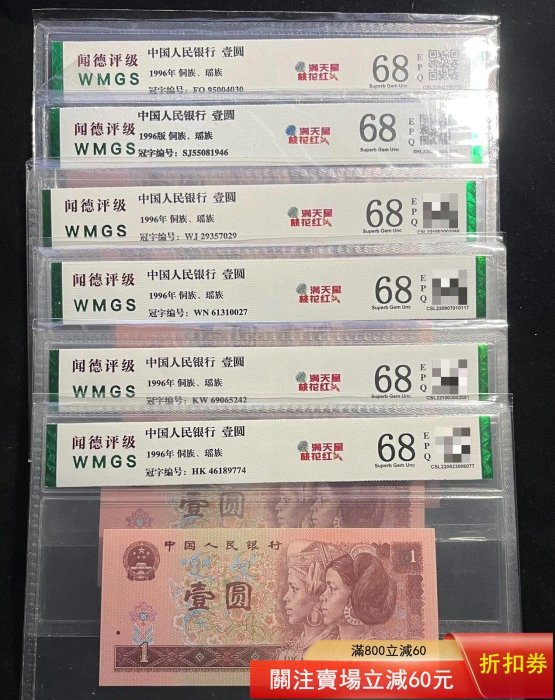 闻德评级
WMGS
中国人民银行 壹圆
1996年 侗族、瑶族
冠字编号: FO 95004030
满天星
桃花红
68
EPQ
Superb Gem Unc
闻德评级
WMGS
中国人民银行 壹圆
1996版 侗族、瑶族
冠字编号: SJ55081946
满天星
桃花红
68
EPQ
Superb Gem Unc
闻德评级
WMGS
中国人民银行 壹圆
1996年 侗族、瑶族
冠字编号: WJ 29357029
满天星
桃花红
68
EPQ
Superb Gem Unc
闻德评级
WMGS
中国人民银行 壹圆
1996年 侗族、瑶族
冠字编号: WN 61310027
满天星
桃花红
68
EPQ
Superb Gem Unc
CSL220907010117
闻德评级
WMGS
中国人民银行 壹圆
1996年 侗族、瑶族
冠字编号: KW 69065242
满天星
桃花红
68
EPQ
Superb Gem Unc
CSL221003002081
闻德评级
WMGS
中国人民银行 壹圆
1996年 侗族、瑶族
冠字编号: HK 46189774
满天星
桃花红
68
EPQ
Superb Gem Unc
CSL220823006077
壹圆
中国人民银行
壹圆
1
1
滿800立減60
關注賣場立減60元
折扣券